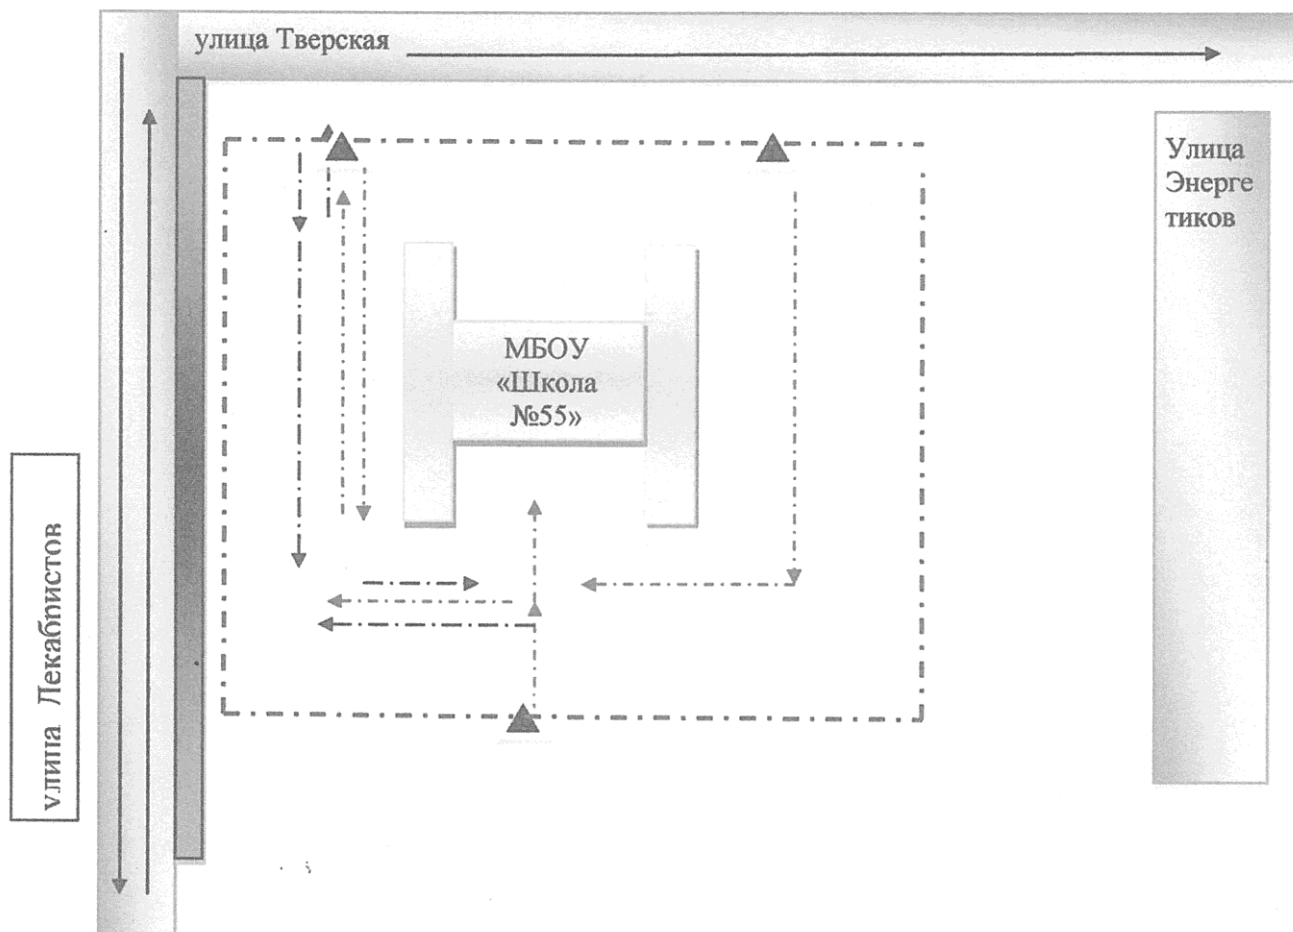 улица Тверская
Улица
Энерге
тиков
МБОУ
«Школа
№55»
улица Декабристов